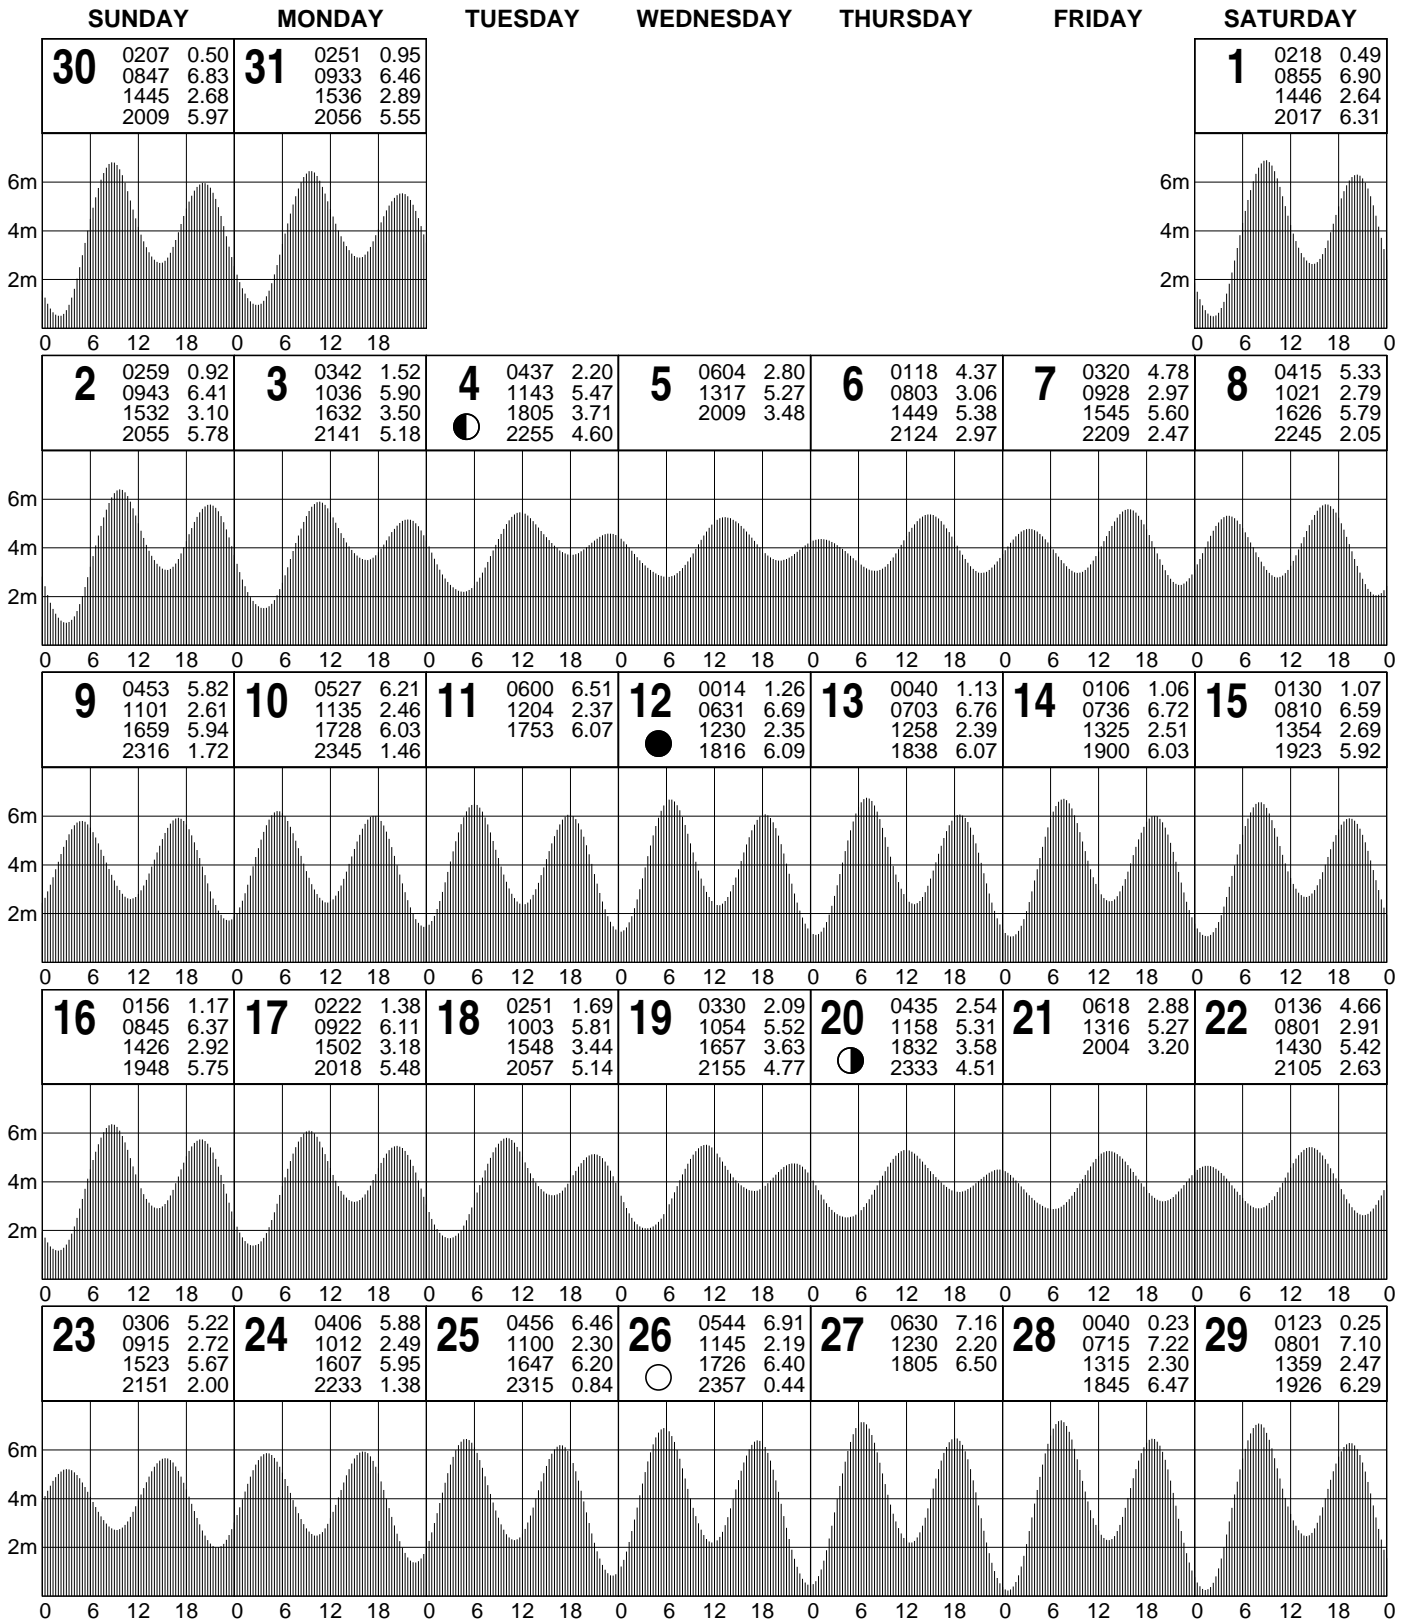 SUNDAY MONDAY TUESDAY WEDNESDAY THURSDAY FRIDAY SATURDAY
30 0207 0.50 31 0251 0.95 1 0218 0.49
0847 6.83 0933 6.46 0855 6.90
1445 2.68 1536 2.89 1446 2.64
2009 5.97 2056 5.55 2017 6.31
6m 6m
4m 4m
2m 2m
0 6 12 18 0 6 12 18 0 6 12 18 0
2 0259 0.92 3 0342 1.52 4 0437 2.20 5 0604 2.80 6 0118 4.37 7 0320 4.78 8 0415 5.33
0943 6.41 1036 5.90 1143 5.47 1317 5.27 0803 3.06 0928 2.97 1021 2.79
1532 3.10 1632 3.50 1805 3.71 2009 3.48 1449 5.38 1545 5.60 1626 5.79
2055 5.78 2141 5.18 2255 4.60 2124 2.97 2209 2.47 2245 2.05
6m
4m
2m
0 6 12 18 0 6 12 18 0 6 12 18 0 6 12 18 0 6 12 18 0 6 12 18 0 6 12 18 0
9 0453 5.82 10 0527 6.21 11 0600 6.51 12 0014 1.26 13 0040 1.13 14 0106 1.06 15 0130 1.07
1101 2.61 1135 2.46 1204 2.37 0631 6.69 0703 6.76 0736 6.72 0810 6.59
1659 5.94 1728 6.03 1753 6.07 1230 2.35 1258 2.39 1325 2.51 1354 2.69
2316 1.72 2345 1.46 1816 6.09 1838 6.07 1900 6.03 1923 5.92
6m
4m
2m
0 6 12 18 0 6 12 18 0 6 12 18 0 6 12 18 0 6 12 18 0 6 12 18 0 6 12 18 0
16 0156 1.17 17 0222 1.38 18 0251 1.69 19 0330 2.09 20 0435 2.54 21 0618 2.88 22 0136 4.66
0845 6.37 0922 6.11 1003 5.81 1054 5.52 1158 5.31 1316 5.27 0801 2.91
1426 2.92 1502 3.18 1548 3.44 1657 3.63 1832 3.58 2004 3.20 1430 5.42
1948 5.75 2018 5.48 2057 5.14 2155 4.77 2333 4.51 2105 2.63
6m
4m
2m
0 6 12 18 0 6 12 18 0 6 12 18 0 6 12 18 0 6 12 18 0 6 12 18 0 6 12 18 0
23 0306 5.22 24 0406 5.88 25 0456 6.46 26 0544 6.91 27 0630 7.16 28 0040 0.23 29 0123 0.25
0915 2.72 1012 2.49 1100 2.30 1145 2.19 1230 2.20 0715 7.22 0801 7.10
1523 5.67 1607 5.95 1647 6.20 1726 6.40 1805 6.50 1315 2.30 1359 2.47
2151 2.00 2233 1.38 2315 0.84 2357 0.44 1845 6.47 1926 6.29
6m
4m
2m
0 6 12 18 0 6 12 18 0 6 12 18 0 6 12 18 0 6 12 18 0 6 12 18 0 6 12 18 0